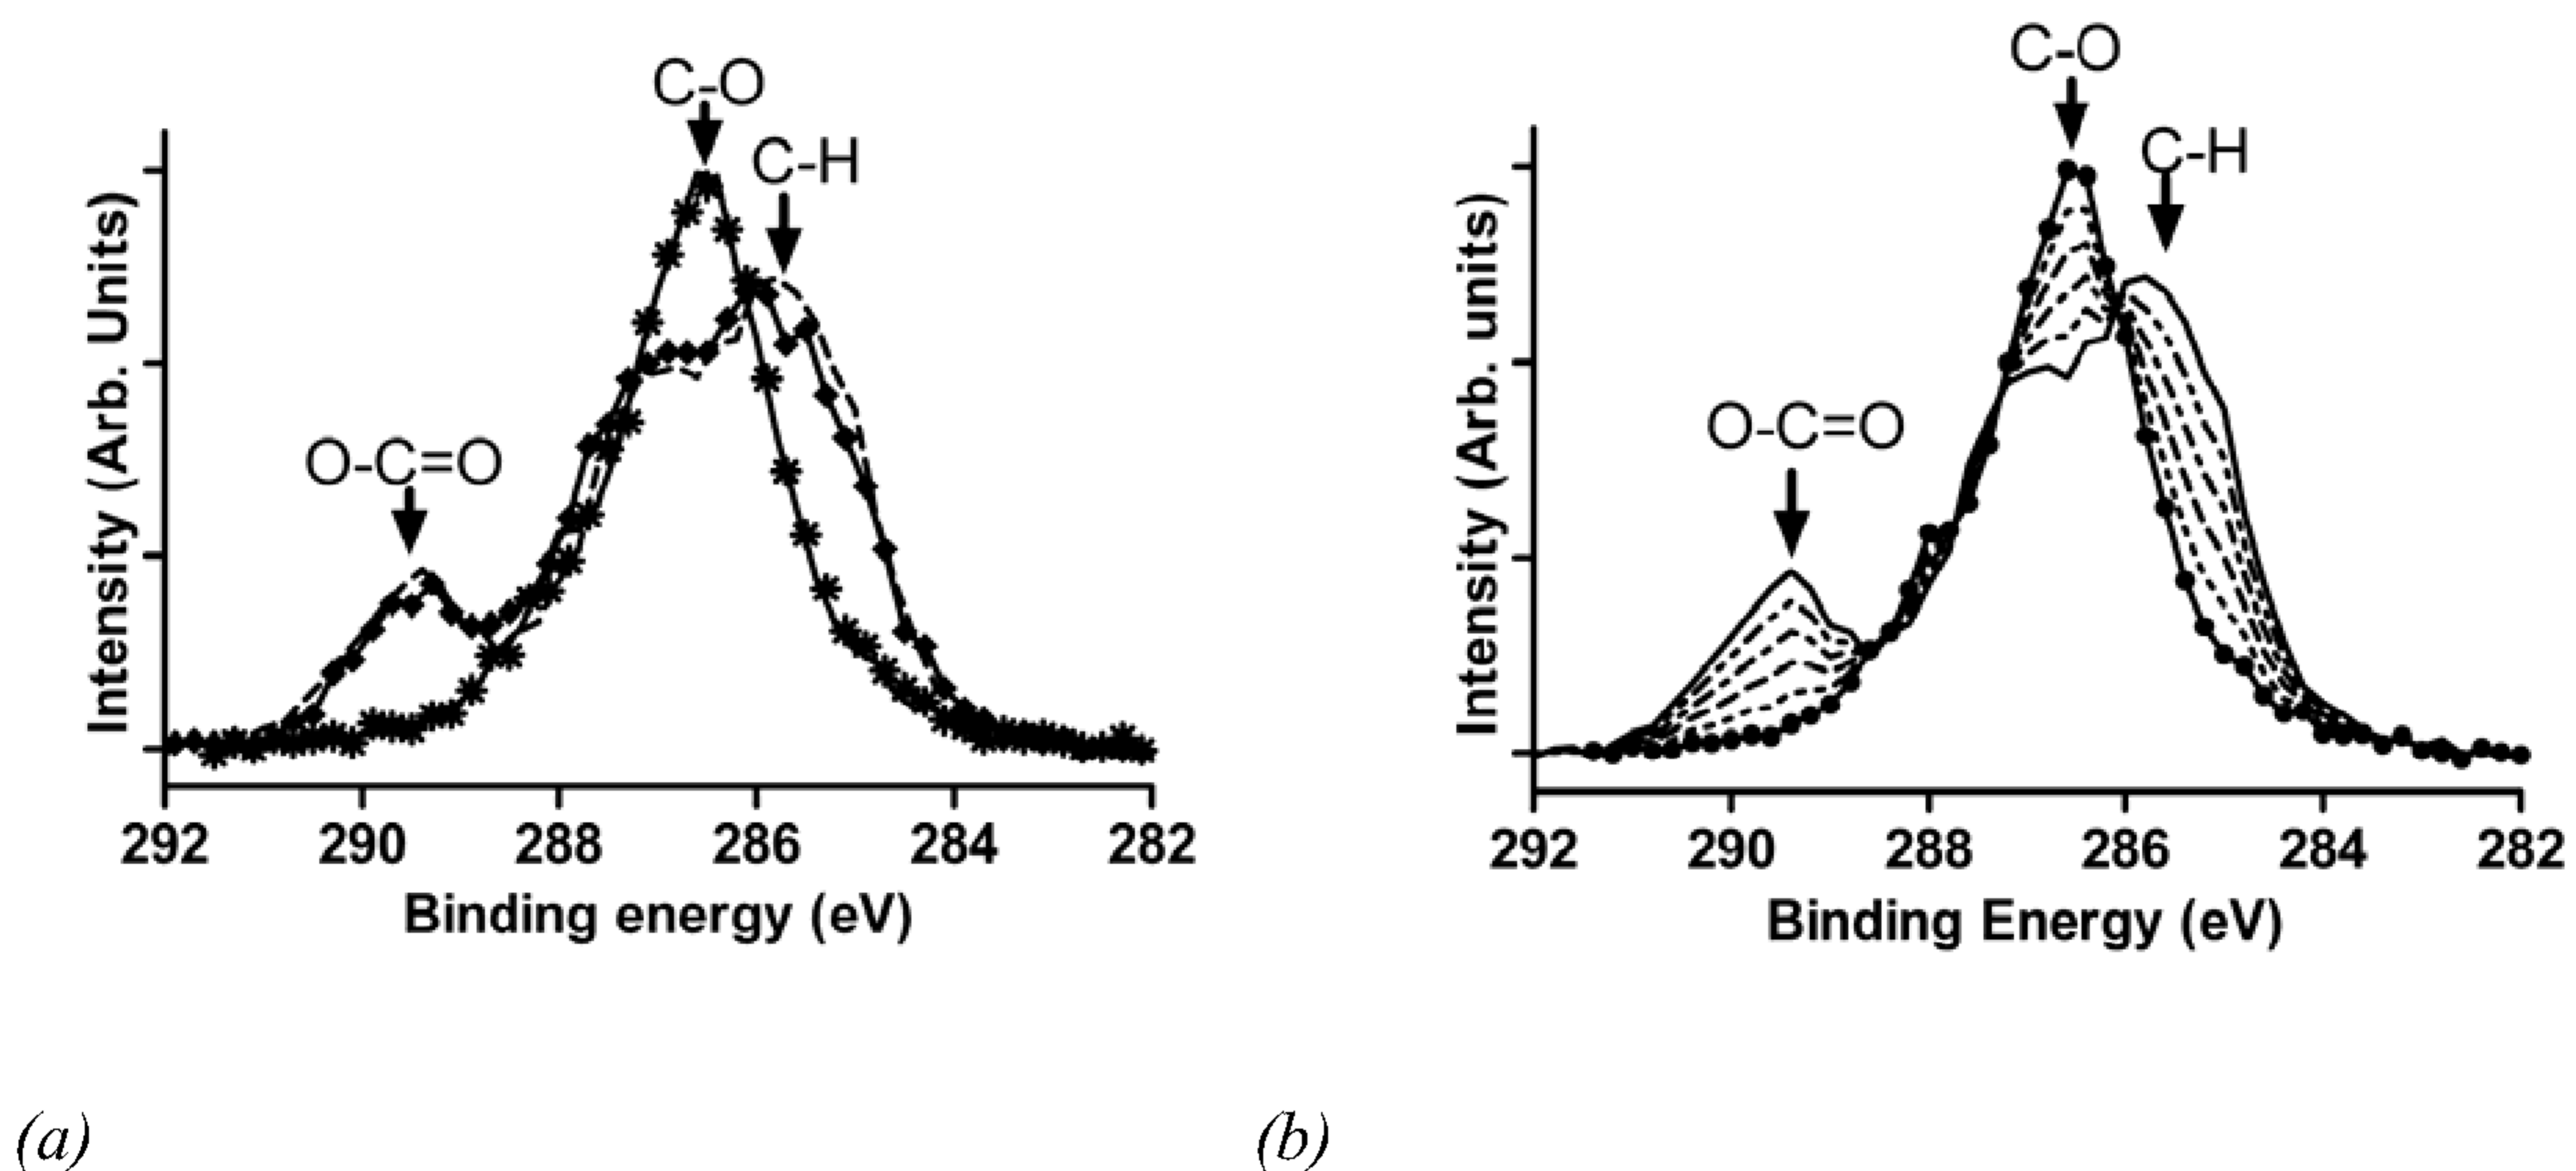 C-O
C-H
O-C=O
Intensity (Arb. Units)
292 290 288 286 284 282
Binding energy (eV)
(a)
C-O
C-H
O-C=O
Intensity (Arb. units)
292 290 288 286 284 282
Binding Energy (eV)
(b)